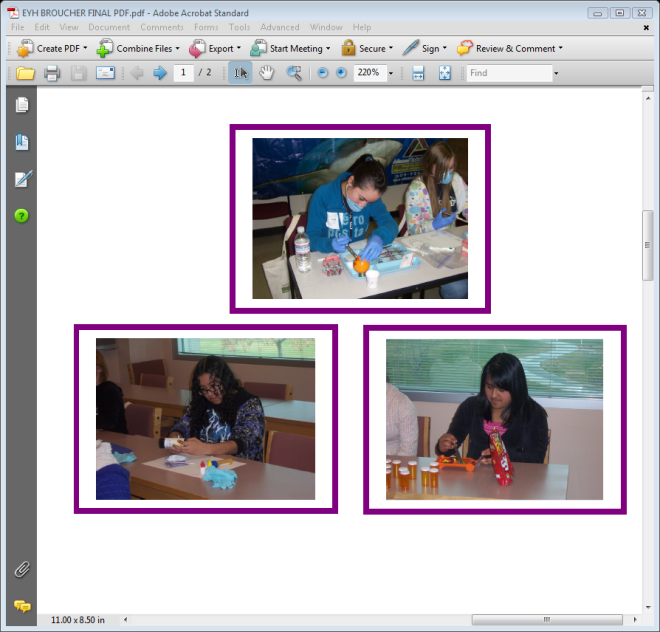 EYH BROUCHER FINAL PDF.pdf - Adobe Acrobat Standard
File Edit View Document Comments Forms Tools Advanced Window Help
Create PDF Combine Files Export Start Meeting Secure Sign Review & Comment
1 / 2 220% Find
11.00 x 8.50 in